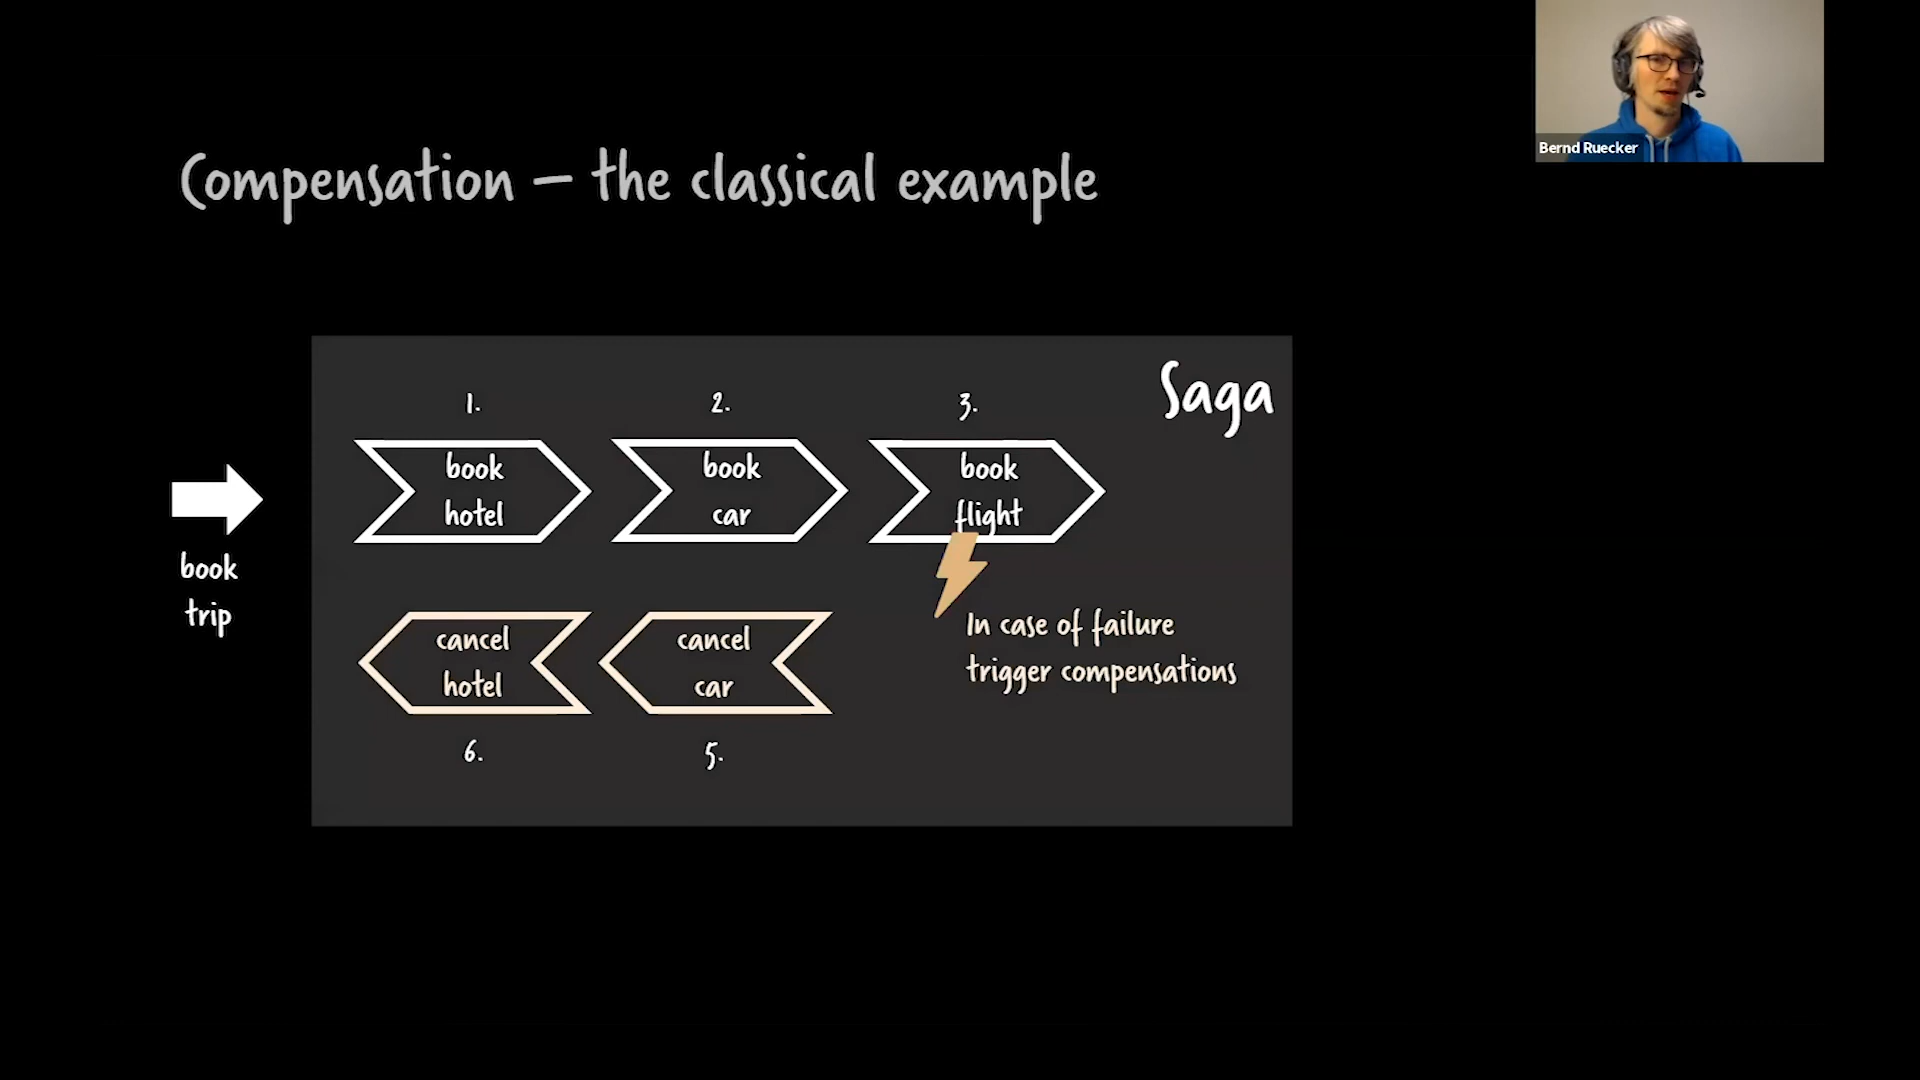 Bernd Ruecker
Compensation – the classical example
Saga
1.
2.
3.
book
hotel
book
car
book
flight
book
trip
In case of failure
trigger compensations
cancel
hotel
cancel
car
6.
5.